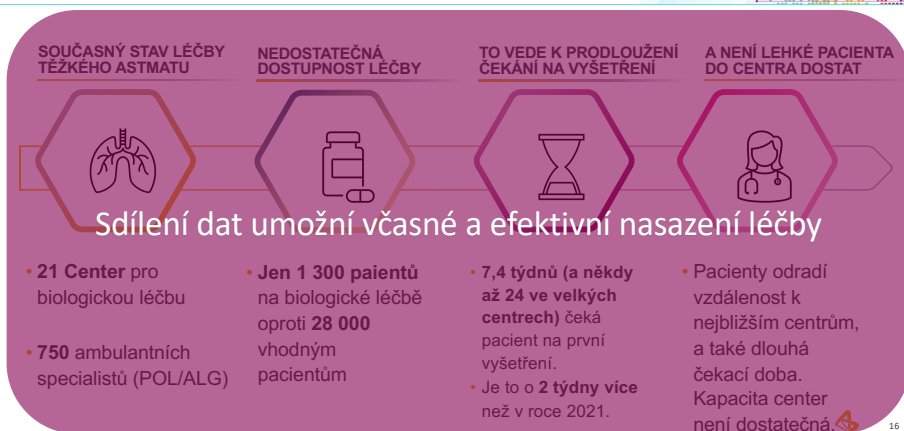 SOUČASNÝ STAV LÉČBY
TĚŽKÉHO ASTMATU
NEDOSTATEČNÁ
DOSTUPNOST LÉČBY
TO VEDE K PRODLOUŽENÍ
ČEKÁNÍ NA VYŠETŘENÍ
A NENÍ LEHKÉ PACIENTA
DO CENTRA DOSTAT
Sdílení dat umožní včasné a efektivní nasazení léčby
• 21 Center pro
biologickou léčbu
• 750 ambulantních
specialistů (POL/ALG)
• Jen 1 300 paientů
na biologické léčbě
oproti 28 000
vhodným
pacientům
• 7,4 týdnů (a někdy
až 24 ve velkých
centrech) čeká
pacient na první
vyšetření.
• Je to o 2 týdny více
než v roce 2021.
• Pacienty odradí
vzdálenost k
nejbližším centrům,
a také dlouhá
čekací doba.
Kapacita center
není dostatečná.
16